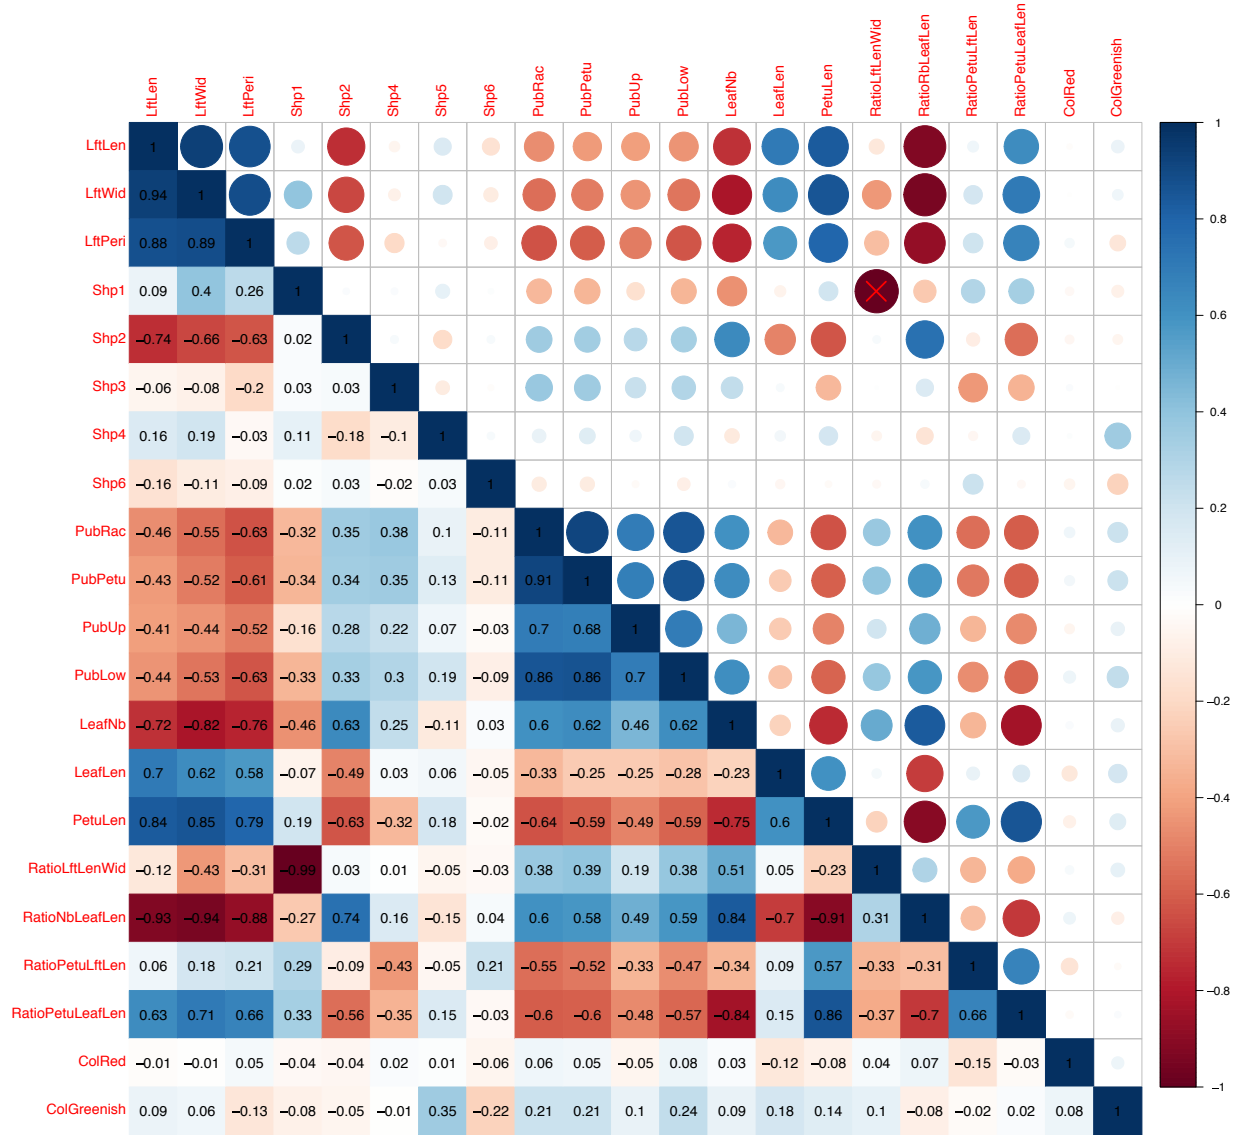 LftLen LftWid LftPeri Shp1 Shp2 Shp4 Shp5 Shp6 PubRac PubPetu PubUp PubLow LeafNb LeafLen PetuLen RatioLftLenWid RatioRbLeafLen RatioPetuLftLen RatioPetuLeafLen ColRed ColGreenish
LftLen 1
LftWid 0.94 1
LftPeri 0.88 0.89 1
Shp1 0.09 0.4 0.26 1
Shp2 −0.74 −0.66 −0.63 0.02 1
Shp3 −0.06 −0.08 −0.2 0.03 0.03 1
Shp4 0.16 0.19 −0.03 0.11 −0.18 −0.1 1
Shp6 −0.16 −0.11 −0.09 0.02 0.03 −0.02 0.03 1
PubRac −0.46 −0.55 −0.63 −0.32 0.35 0.38 0.1 −0.11 1
PubPetu −0.43 −0.52 −0.61 −0.34 0.34 0.35 0.13 −0.11 0.91 1
PubUp −0.41 −0.44 −0.52 −0.16 0.28 0.22 0.07 −0.03 0.7 0.68 1
PubLow −0.44 −0.53 −0.63 −0.33 0.33 0.3 0.19 −0.09 0.86 0.86 0.7 1
LeafNb −0.72 −0.82 −0.76 −0.46 0.63 0.25 −0.11 0.03 0.6 0.62 0.46 0.62 1
LeafLen 0.7 0.62 0.58 −0.07 −0.49 0.03 0.06 −0.05 −0.33 −0.25 −0.25 −0.28 −0.23 1
PetuLen 0.84 0.85 0.79 0.19 −0.63 −0.32 0.18 −0.02 −0.64 −0.59 −0.49 −0.59 −0.75 0.6 1
RatioLftLenWid −0.12 −0.43 −0.31 −0.99 0.03 0.01 −0.05 −0.03 0.38 0.39 0.19 0.38 0.51 0.05 −0.23 1
RatioNbLeafLen −0.93 −0.94 −0.88 −0.27 0.74 0.16 −0.15 0.04 0.6 0.58 0.49 0.59 0.84 −0.7 −0.91 0.31 1
RatioPetuLftLen 0.06 0.18 0.21 0.29 −0.09 −0.43 −0.05 0.21 −0.55 −0.52 −0.33 −0.47 −0.34 0.09 0.57 −0.33 −0.31 1
RatioPetuLeafLen 0.63 0.71 0.66 0.33 −0.56 −0.35 0.15 −0.03 −0.6 −0.6 −0.48 −0.57 −0.84 0.15 0.86 −0.37 −0.7 0.66 1
ColRed −0.01 −0.01 0.05 −0.04 −0.04 0.02 0.01 −0.06 0.06 0.05 −0.05 0.08 0.03 −0.12 −0.08 0.04 0.07 −0.15 −0.03 1
ColGreenish 0.09 0.06 −0.13 −0.08 −0.05 −0.01 0.35 −0.22 0.21 0.21 0.1 0.24 0.09 0.18 0.14 0.1 −0.08 −0.02 0.02 0.08 1
1
0.8
0.6
0.4
0.2
0
−0.2
−0.4
−0.6
−0.8
−1